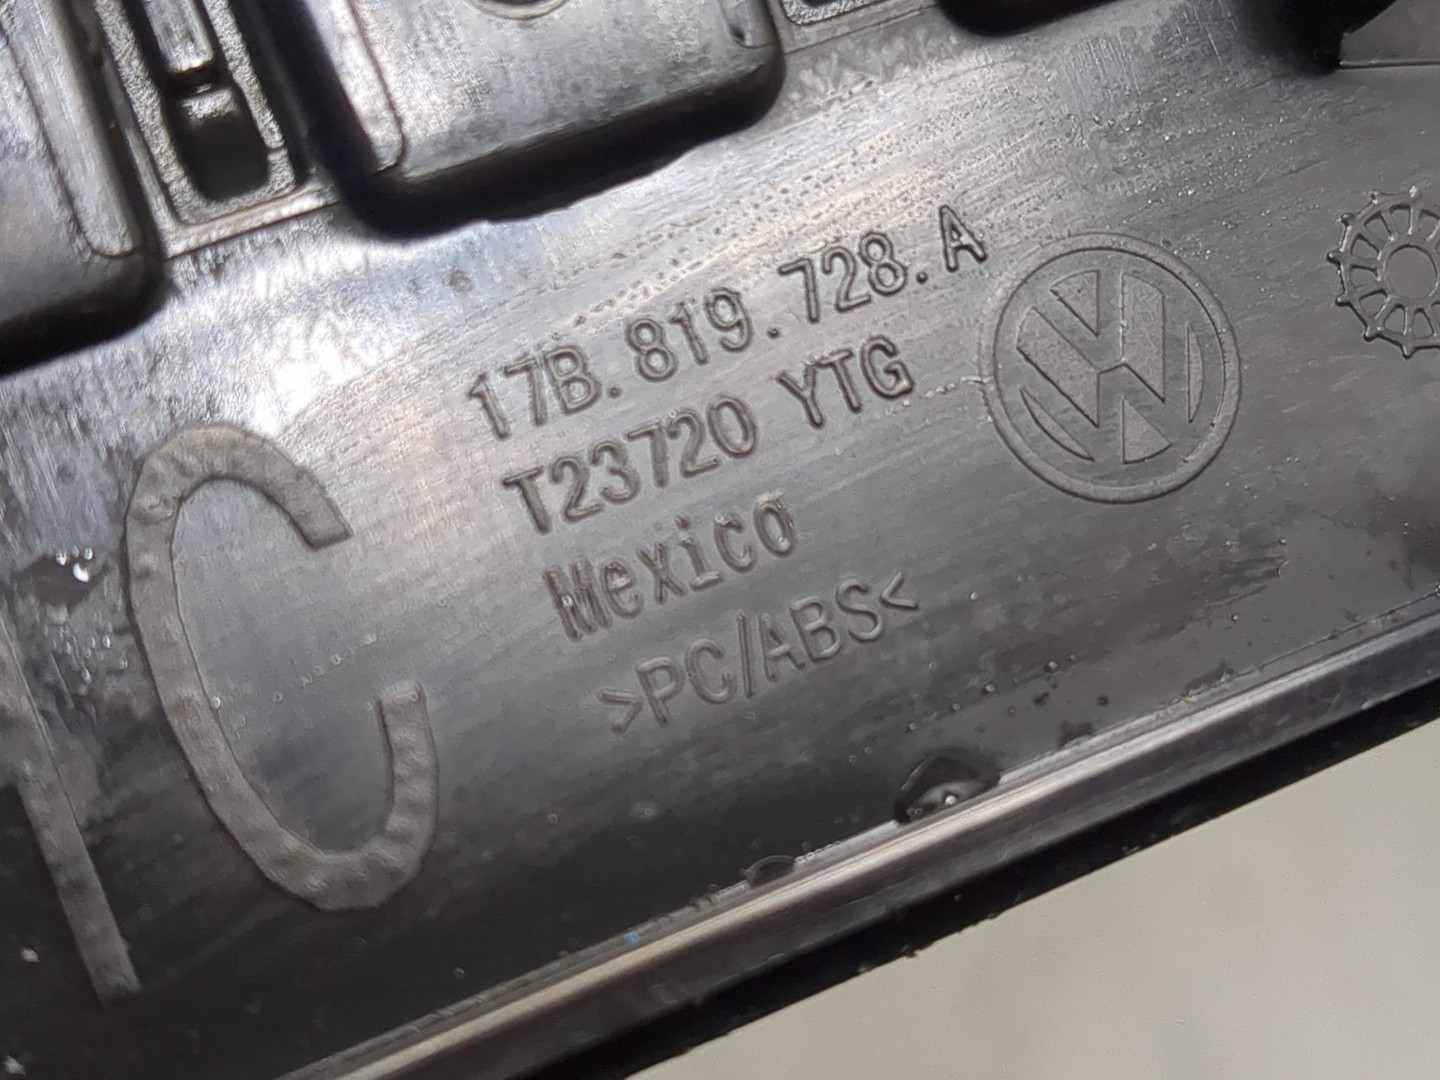 17B.819.728.A
T23720 YTG
Mexico
>PC/ABS<
C